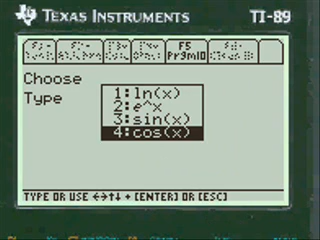 TEXAS INSTRUMENTS TI-89
F5
PrgmIO
Choose
Type
1:ln(x)
2:e^x
3:sin(x)
4:cos(x)
TYPE OR USE ←→↑↓ + [ENTER] OR [ESC]